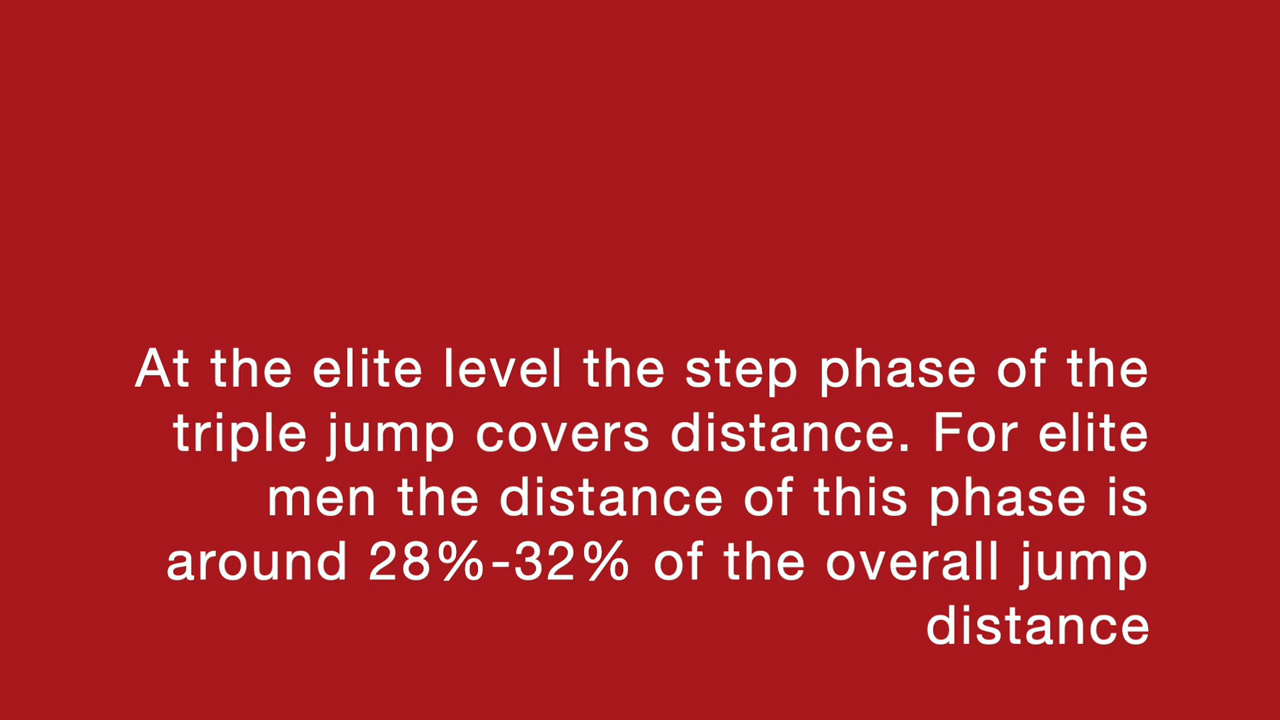 At the elite level the step phase of the
triple jump covers distance. For elite
men the distance of this phase is
around 28%-32% of the overall jump
distance